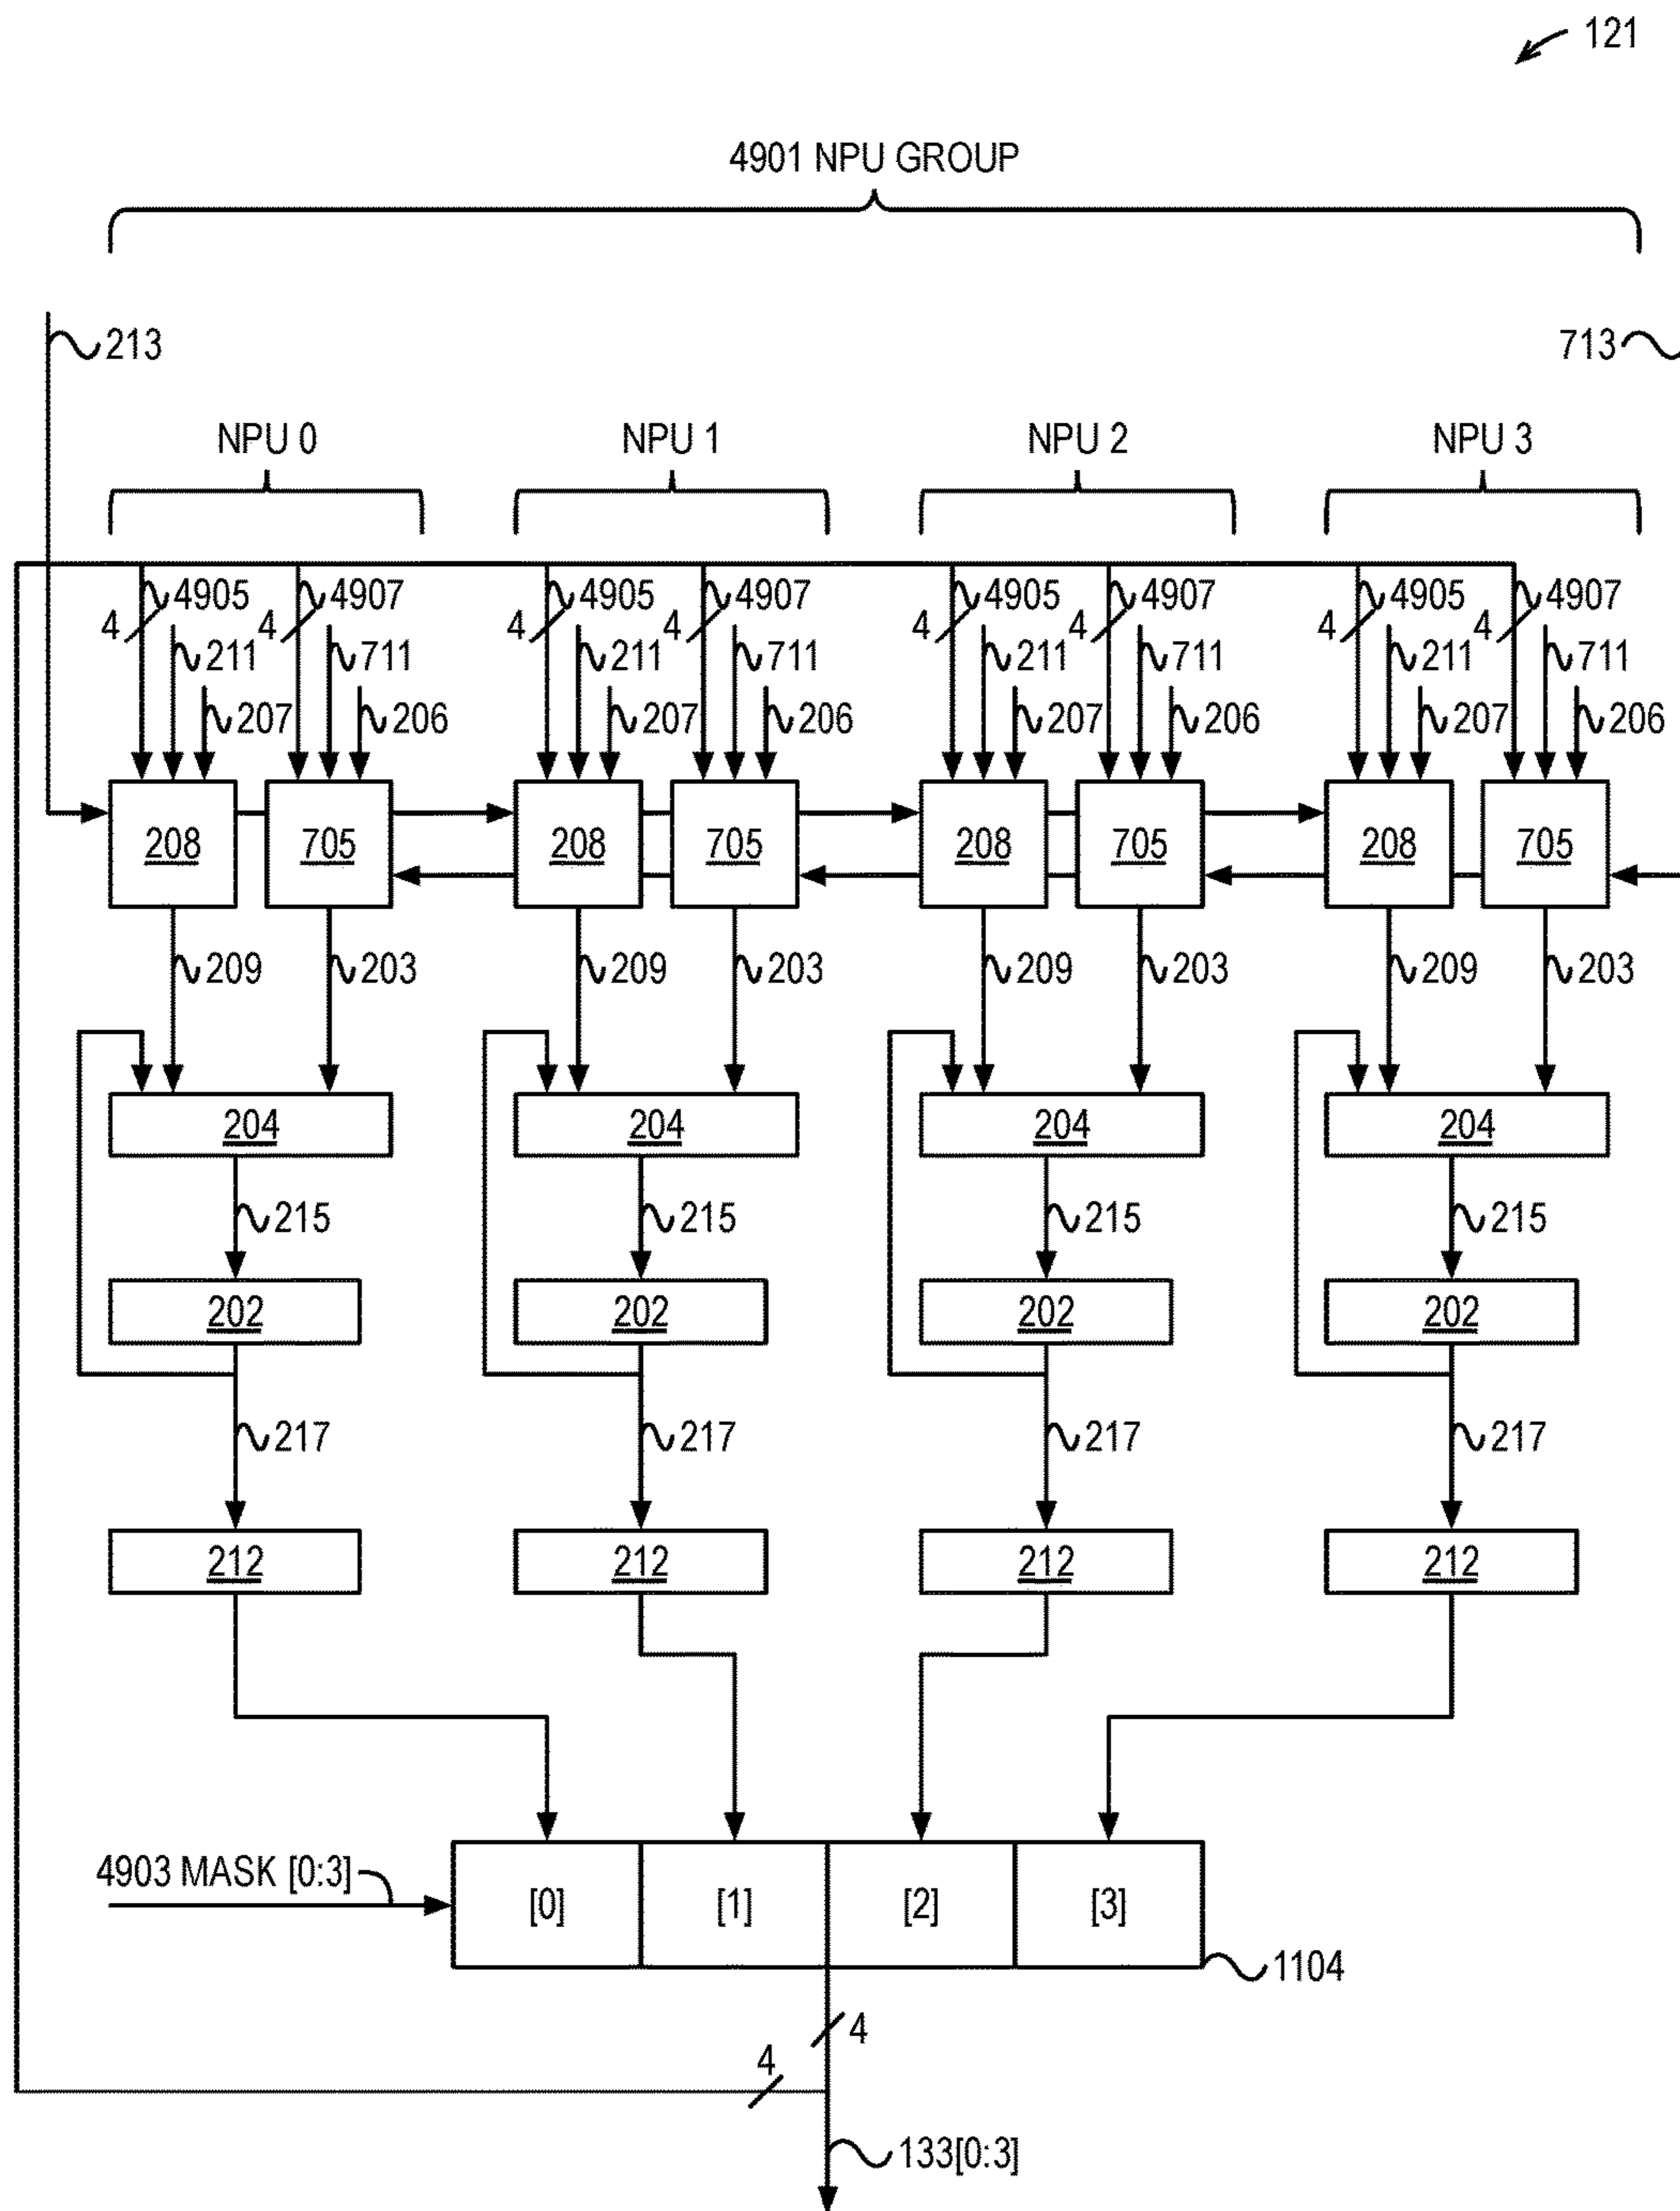 121
4901 NPU GROUP
213 713
NPU 0 NPU 1 NPU 2 NPU 3
4905 4907 4905 4907 4905 4907 4905 4907
4 4 4 4 4 4 4 4
211 711 211 711 211 711 211 711
207 206 207 206 207 206 207 206
208 705 208 705 208 705 208 705
209 203 209 203 209 203 209 203
204 204 204 204
215 215 215 215
202 202 202 202
217 217 217 217
212 212 212 212
4903 MASK [0:3]
[0] [1] [2] [3]
1104
4
4
133[0:3]